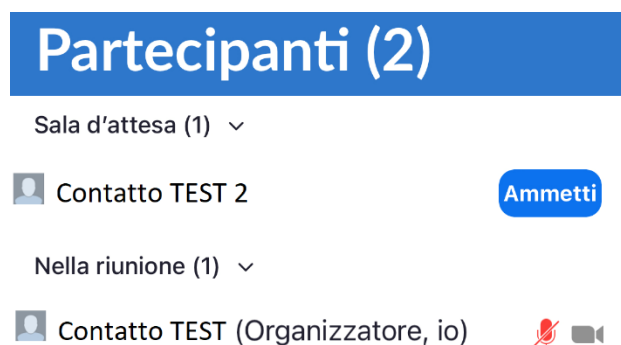 Partecipanti (2)
Sala d'attesa (1)
Contatto TEST 2
Ammetti
Nella riunione (1)
Contatto TEST (Organizzatore, io)